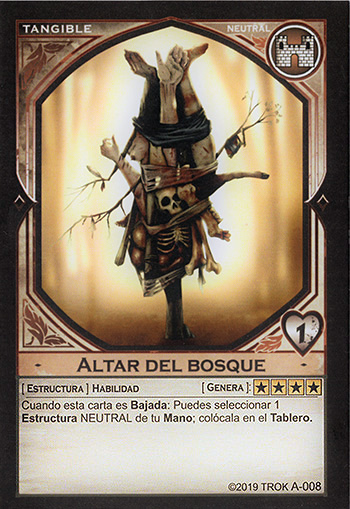 TANGIBLE NEUTRAL
ALTAR DEL BOSQUE
1
[ ESTRUCTURA ] HABILIDAD [ GENERA ]: ★ ★ ★ ★
Cuando esta carta es Bajada: Puedes seleccionar 1
Estructura NEUTRAL de tu Mano; colócala en el Tablero.
©2019 TROK A-008